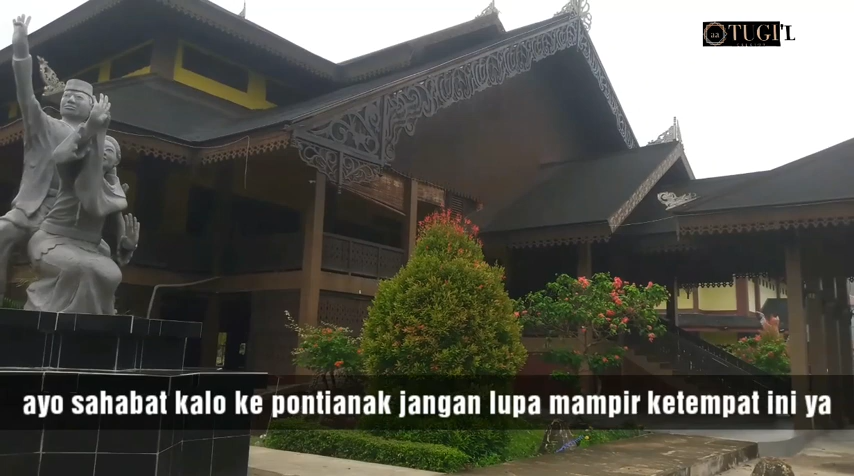 TUGI'L
ayo sahabat kalo ke pontianak jangan lupa mampir ketempat ini ya